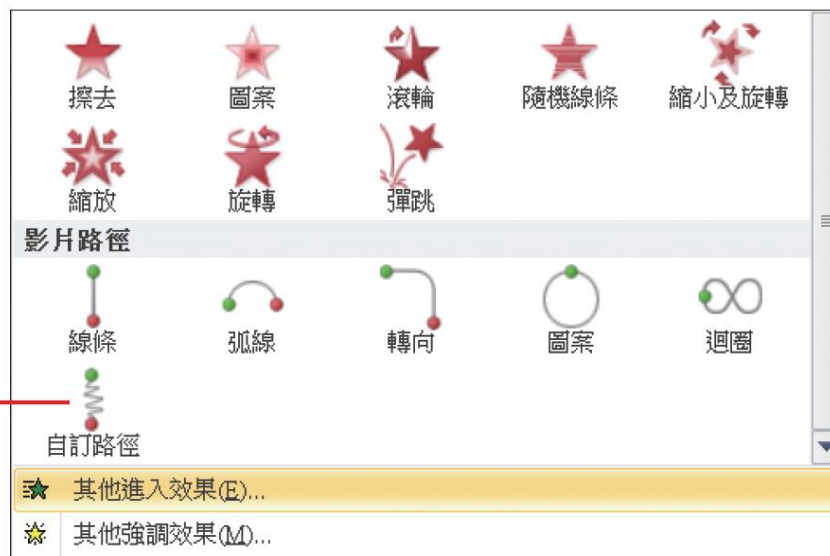 擦去 圖案 滾輪 隨機線條 縮小及旋轉
縮放 旋轉 彈跳
影片路徑
線條 弧線 轉向 圖案 迴圈
自訂路徑
其他進入效果(E)...
其他強調效果(M)...